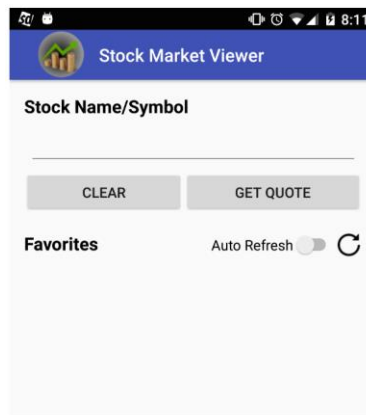 8:11
Stock Market Viewer
Stock Name/Symbol
CLEAR
GET QUOTE
Favorites
Auto Refresh